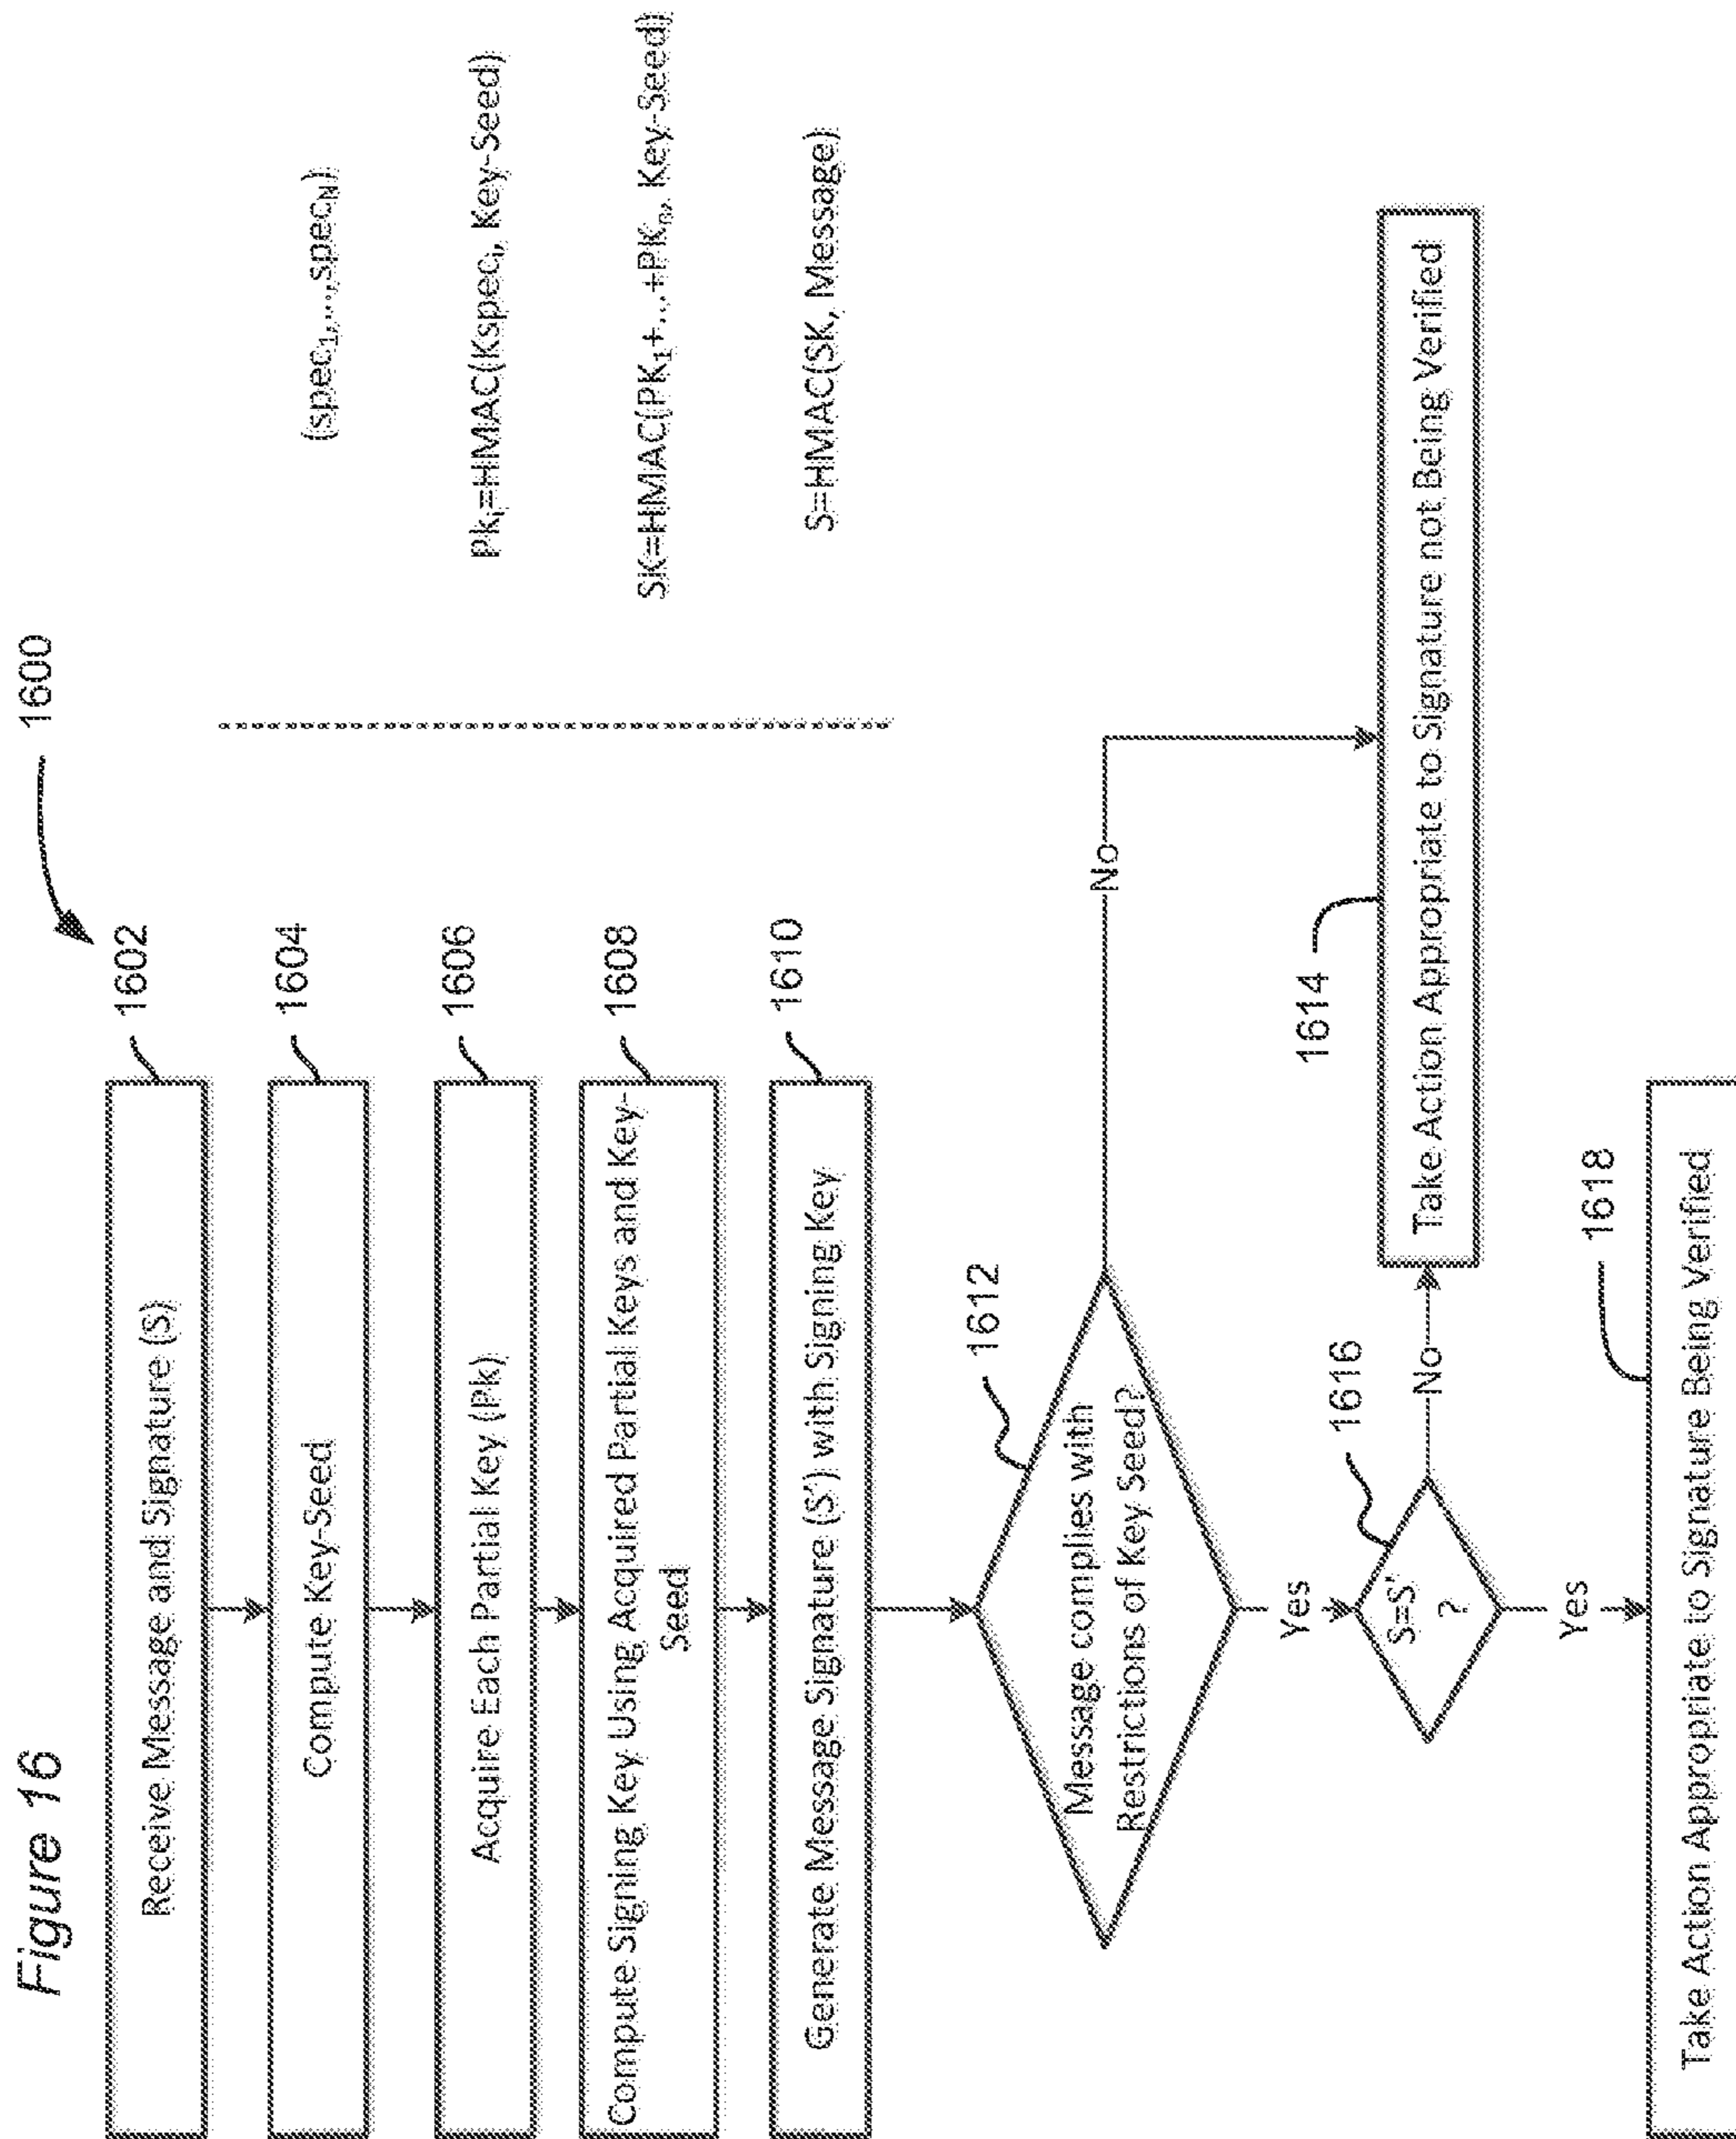 Figure 16
1600
Receive Message and Signature (S)
1602
Compute Key-Seed
1604
(spec₁,...,specₙ)
Acquire Each Partial Key (Pk)
1606
Pkᵢ=HMAC(Kspecᵢ, Key-Seed)
Compute Signing Key Using Acquired Partial Keys and Key-
Seed
1608
SK=HMAC(PK₁+...+PKₙ, Key-Seed)
Generate Message Signature (S') with Signing Key
1610
S=HMAC(SK, Message)
Message complies with
Restrictions of Key Seed?
1612
No
Yes
1614
Take Action Appropriate to Signature not Being Verified
S=S'
?
1616
No
Yes
1618
Take Action Appropriate to Signature Being Verified